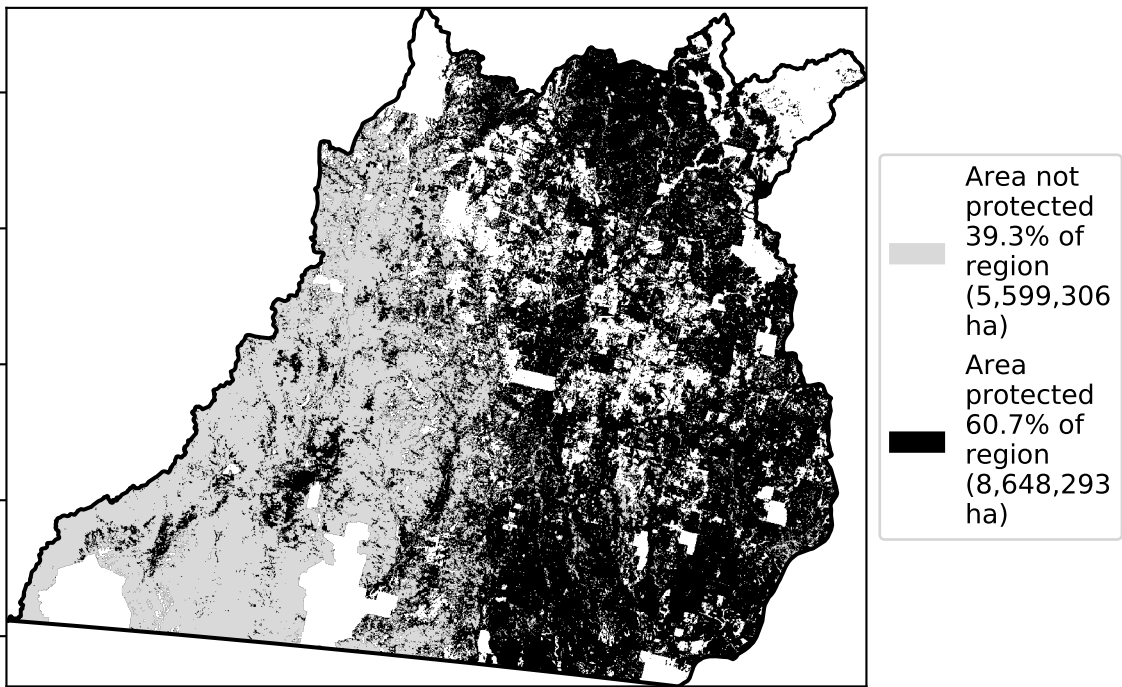 Area not
protected
39.3% of
region
(5,599,306
ha)
Area
protected
60.7% of
region
(8,648,293
ha)